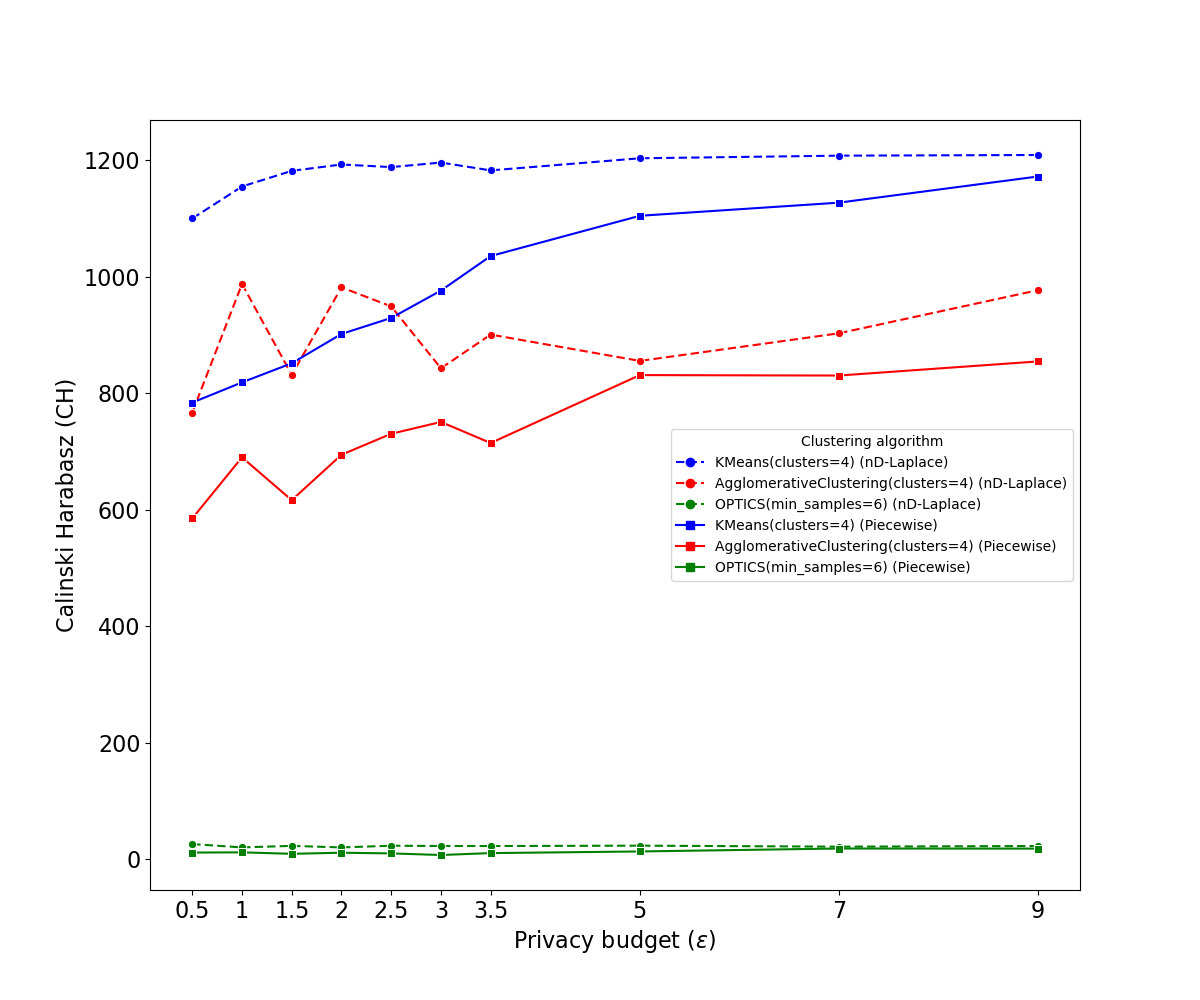 1200
1000
800
600
400
200
0
Calinski Harabasz (CH)
Clustering algorithm
KMeans(clusters=4) (nD-Laplace)
AgglomerativeClustering(clusters=4) (nD-Laplace)
OPTICS(min_samples=6) (nD-Laplace)
KMeans(clusters=4) (Piecewise)
AgglomerativeClustering(clusters=4) (Piecewise)
OPTICS(min_samples=6) (Piecewise)
0.5 1 1.5 2 2.5 3 3.5 5 7 9
Privacy budget (ε)